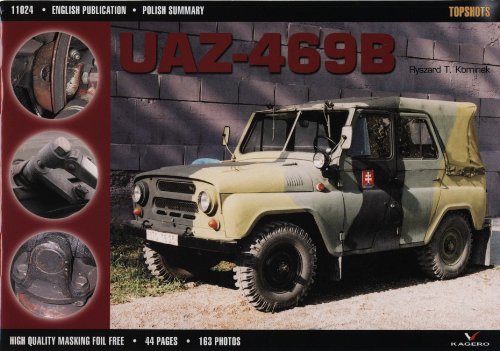 11024 • ENGLISH PUBLICATION • POLISH SUMMARY
TOPSHOTS
UAZ-469B
Ryszard T. Kominek
HIGH QUALITY MASKING FOIL FREE • 44 PAGES • 163 PHOTOS
KAGERO